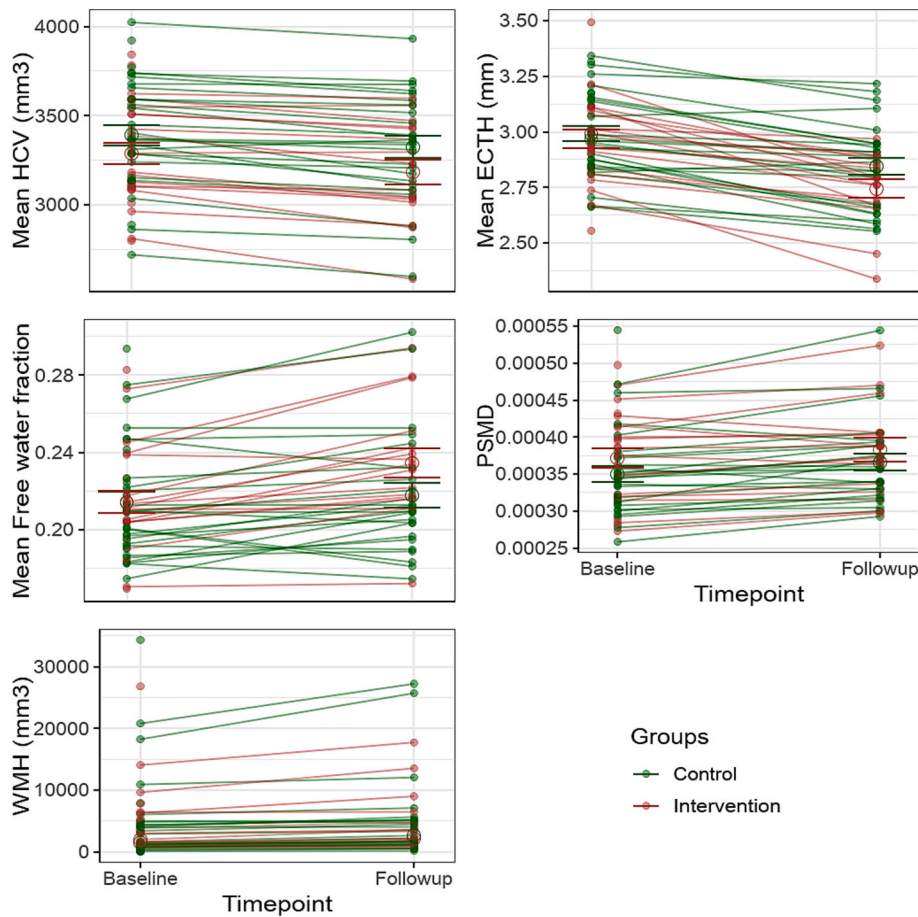 Mean HCV (mm3)
4000
3500
3000
Mean ECTH (mm)
3.50
3.25
3.00
2.75
2.50
Mean Free water fraction
0.28
0.24
0.20
PSMD
0.00055
0.00050
0.00045
0.00040
0.00035
0.00030
0.00025
Baseline Followup
Timepoint
WMH (mm3)
30000
20000
10000
0
Baseline Followup
Timepoint
Groups
Control
Intervention